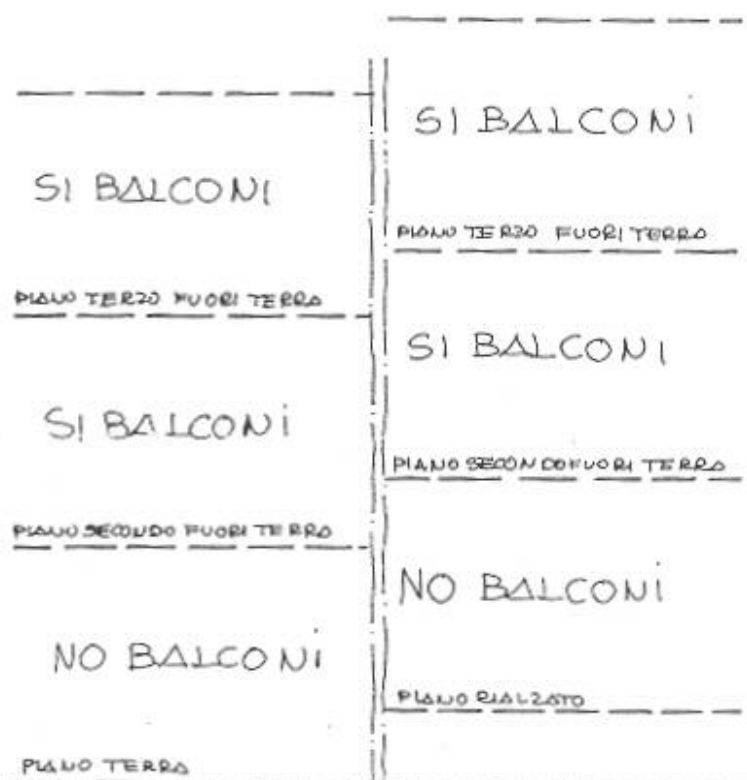 SI BALCONI
PIANO TERZO FUORI TERRA
SI BALCONI
PIANO SECONDO FUORI TERRA
NO BALCONI
PIANO TERRA
SI BALCONI
PIANO TERZO FUORI TERRA
SI BALCONI
PIANO SECONDO FUORI TERRA
NO BALCONI
PIANO RIALZATO